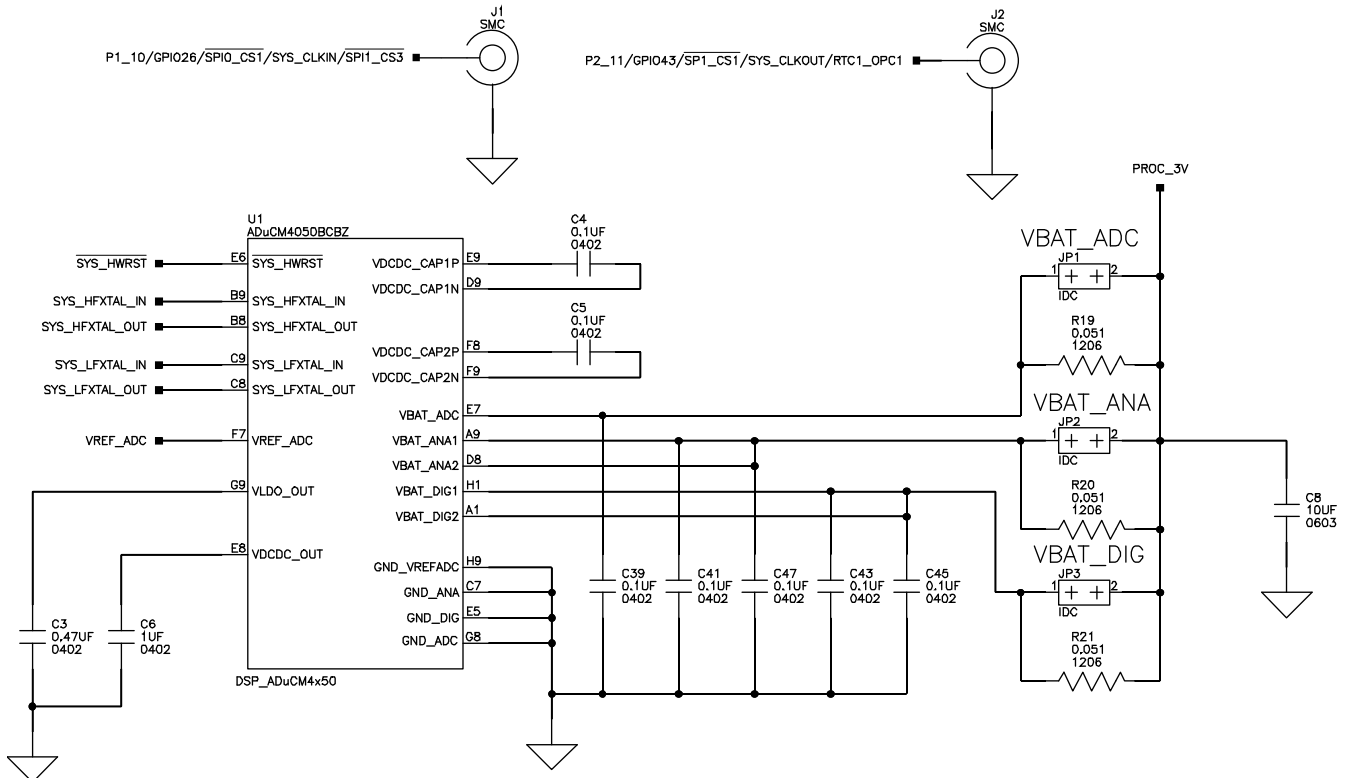 J1
SMC
P1_10/GPIO26/SPI0_CS1/SYS_CLKIN/SPI1_CS3
J2
SMC
P2_11/GPIO43/SP1_CS1/SYS_CLKOUT/RTC1_OPC1
PROC_3V
U1
ADuCM4050BCBZ
SYS_HWRST E6 SYS_HWRST
SYS_HFXTAL_IN B9 SYS_HFXTAL_IN
SYS_HFXTAL_OUT B8 SYS_HFXTAL_OUT
SYS_LFXTAL_IN C9 SYS_LFXTAL_IN
SYS_LFXTAL_OUT C8 SYS_LFXTAL_OUT
VREF_ADC F7 VREF_ADC
G9 VLDO_OUT
E8 VDCDC_OUT
VDCDC_CAP1P E9
VDCDC_CAP1N D9
VDCDC_CAP2P F8
VDCDC_CAP2N F9
VBAT_ADC E7
VBAT_ANA1 A9
VBAT_ANA2 D8
VBAT_DIG1 H1
VBAT_DIG2 A1
GND_VREFADC H9
GND_ANA C7
GND_DIG E5
GND_ADC G8
DSP_ADuCM4x50
C4
0.1UF
0402
C5
0.1UF
0402
C3
0.47UF
0402
C6
1UF
0402
C39
0.1UF
0402
C41
0.1UF
0402
C47
0.1UF
0402
C43
0.1UF
0402
C45
0.1UF
0402
VBAT_ADC
JP1
1 2
IDC
R19
0.051
1206
VBAT_ANA
JP2
1 2
IDC
R20
0.051
1206
VBAT_DIG
JP3
1 2
IDC
R21
0.051
1206
C8
10UF
0603